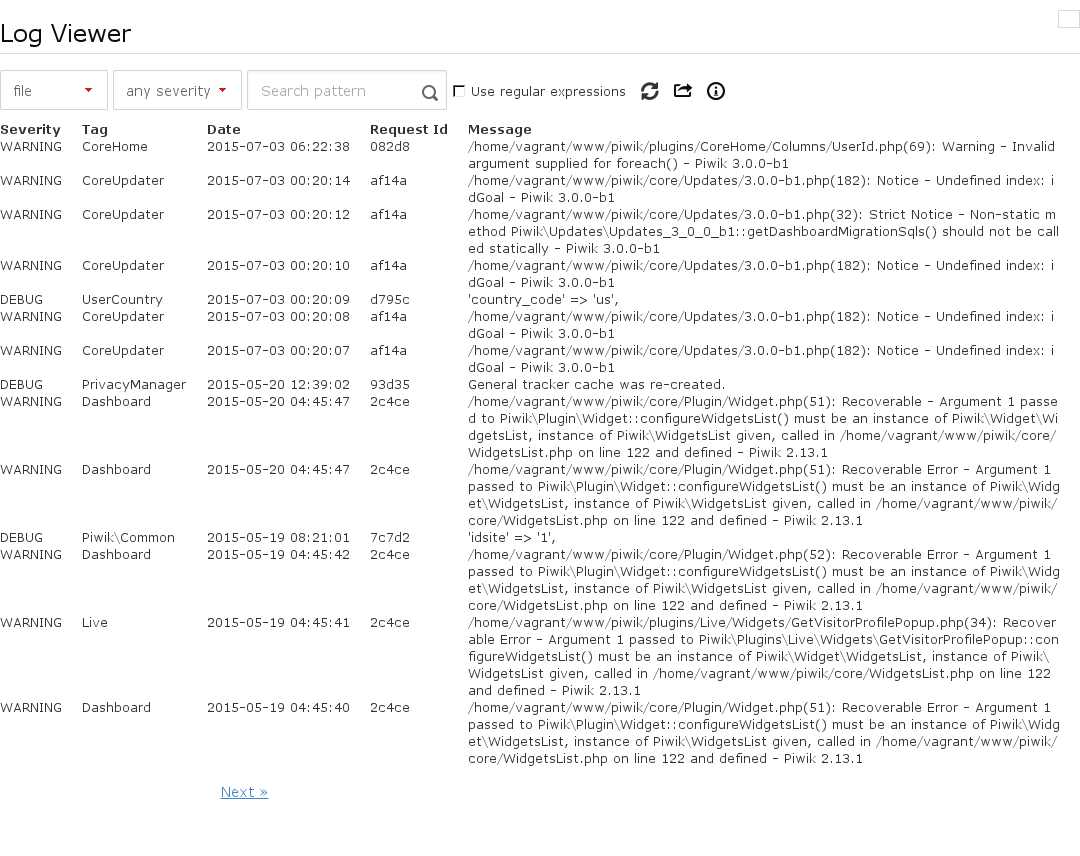 Log Viewer
file any severity Search pattern Use regular expressions
Severity Tag Date Request Id Message
WARNING CoreHome 2015-07-03 06:22:38 082d8 /home/vagrant/www/piwik/plugins/CoreHome/Columns/UserId.php(69): Warning - Invalid
argument supplied for foreach() - Piwik 3.0.0-b1
WARNING CoreUpdater 2015-07-03 00:20:14 af14a /home/vagrant/www/piwik/core/Updates/3.0.0-b1.php(182): Notice - Undefined index: i
dGoal - Piwik 3.0.0-b1
WARNING CoreUpdater 2015-07-03 00:20:12 af14a /home/vagrant/www/piwik/core/Updates/3.0.0-b1.php(32): Strict Notice - Non-static m
ethod Piwik\Updates\Updates_3_0_0_b1::getDashboardMigrationSqls() should not be call
ed statically - Piwik 3.0.0-b1
WARNING CoreUpdater 2015-07-03 00:20:10 af14a /home/vagrant/www/piwik/core/Updates/3.0.0-b1.php(182): Notice - Undefined index: i
dGoal - Piwik 3.0.0-b1
DEBUG UserCountry 2015-07-03 00:20:09 d795c 'country_code' => 'us',
WARNING CoreUpdater 2015-07-03 00:20:08 af14a /home/vagrant/www/piwik/core/Updates/3.0.0-b1.php(182): Notice - Undefined index: i
dGoal - Piwik 3.0.0-b1
WARNING CoreUpdater 2015-07-03 00:20:07 af14a /home/vagrant/www/piwik/core/Updates/3.0.0-b1.php(182): Notice - Undefined index: i
dGoal - Piwik 3.0.0-b1
DEBUG PrivacyManager 2015-05-20 12:39:02 93d35 General tracker cache was re-created.
WARNING Dashboard 2015-05-20 04:45:47 2c4ce /home/vagrant/www/piwik/core/Plugin/Widget.php(51): Recoverable - Argument 1 passe
d to Piwik\Plugin\Widget::configureWidgetsList() must be an instance of Piwik\Widget\Wi
dgetsList, instance of Piwik\WidgetsList given, called in /home/vagrant/www/piwik/core/
WidgetsList.php on line 122 and defined - Piwik 2.13.1
WARNING Dashboard 2015-05-20 04:45:47 2c4ce /home/vagrant/www/piwik/core/Plugin/Widget.php(51): Recoverable Error - Argument 1
passed to Piwik\Plugin\Widget::configureWidgetsList() must be an instance of Piwik\Widg
et\WidgetsList, instance of Piwik\WidgetsList given, called in /home/vagrant/www/piwik/
core/WidgetsList.php on line 122 and defined - Piwik 2.13.1
DEBUG Piwik\Common 2015-05-19 08:21:01 7c7d2 'idsite' => '1',
WARNING Dashboard 2015-05-19 04:45:42 2c4ce /home/vagrant/www/piwik/core/Plugin/Widget.php(52): Recoverable Error - Argument 1
passed to Piwik\Plugin\Widget::configureWidgetsList() must be an instance of Piwik\Widg
et\WidgetsList, instance of Piwik\WidgetsList given, called in /home/vagrant/www/piwik/
core/WidgetsList.php on line 122 and defined - Piwik 2.13.1
WARNING Live 2015-05-19 04:45:41 2c4ce /home/vagrant/www/piwik/plugins/Live/Widgets/GetVisitorProfilePopup.php(34): Recover
able Error - Argument 1 passed to Piwik\Plugins\Live\Widgets\GetVisitorProfilePopup::con
figureWidgetsList() must be an instance of Piwik\Widget\WidgetsList, instance of Piwik\
WidgetsList given, called in /home/vagrant/www/piwik/core/WidgetsList.php on line 122
and defined - Piwik 2.13.1
WARNING Dashboard 2015-05-19 04:45:40 2c4ce /home/vagrant/www/piwik/core/Plugin/Widget.php(51): Recoverable Error - Argument 1
passed to Piwik\Plugin\Widget::configureWidgetsList() must be an instance of Piwik\Widg
et\WidgetsList, instance of Piwik\WidgetsList given, called in /home/vagrant/www/piwik/
core/WidgetsList.php on line 122 and defined - Piwik 2.13.1
Next »